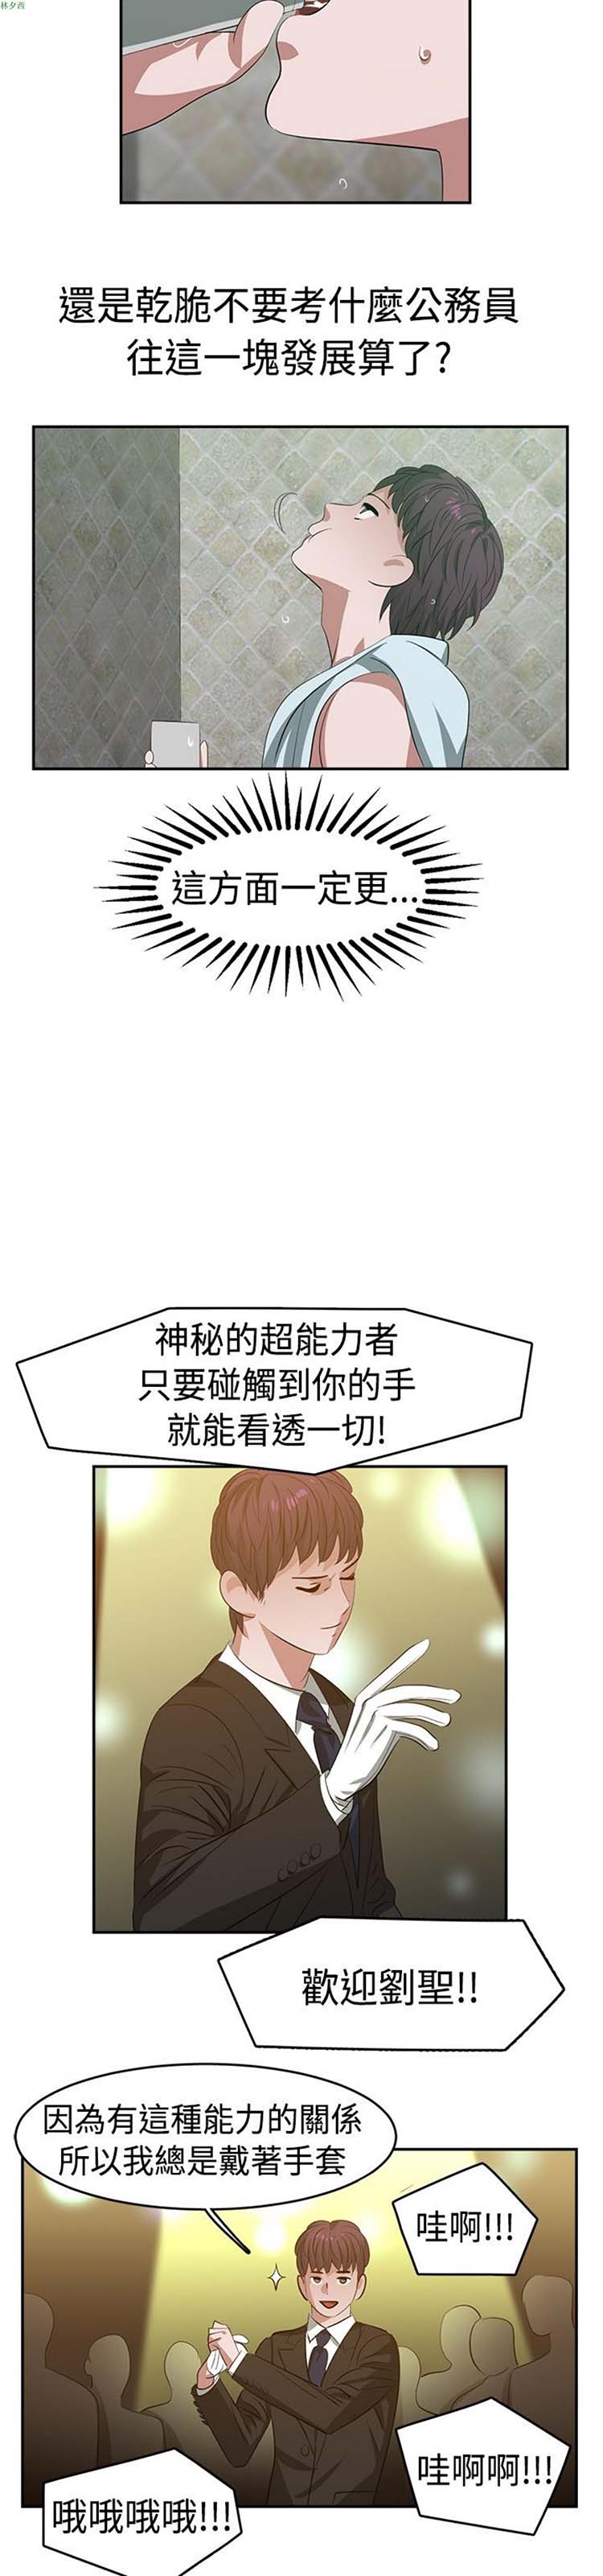 林夕西
還是乾脆不要考什麼公務員
往這一塊發展算了?
這方面一定更...
神秘的超能力者
只要碰觸到你的手
就能看透一切!
歡迎劉聖!!
因為有這種能力的關係
所以我總是戴著手套
哇啊!!!
哇啊啊!!!
哦哦哦哦!!!